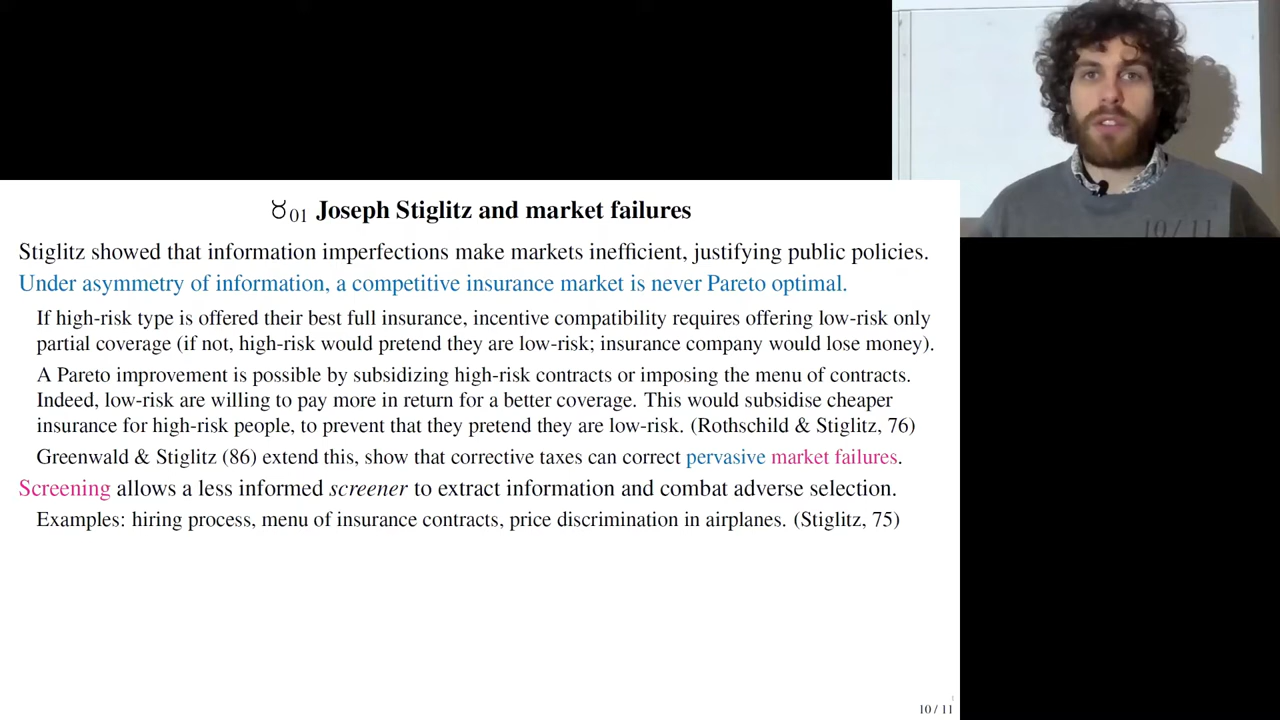 ♉01 Joseph Stiglitz and market failures
Stiglitz showed that information imperfections make markets inefficient, justifying public policies.
Under asymmetry of information, a competitive insurance market is never Pareto optimal.
If high-risk type is offered their best full insurance, incentive compatibility requires offering low-risk only
partial coverage (if not, high-risk would pretend they are low-risk; insurance company would lose money).
A Pareto improvement is possible by subsidizing high-risk contracts or imposing the menu of contracts.
Indeed, low-risk are willing to pay more in return for a better coverage. This would subsidise cheaper
insurance for high-risk people, to prevent that they pretend they are low-risk. (Rothschild & Stiglitz, 76)
Greenwald & Stiglitz (86) extend this, show that corrective taxes can correct pervasive market failures.
Screening allows a less informed screener to extract information and combat adverse selection.
Examples: hiring process, menu of insurance contracts, price discrimination in airplanes. (Stiglitz, 75)
10 / 11
10 / 11